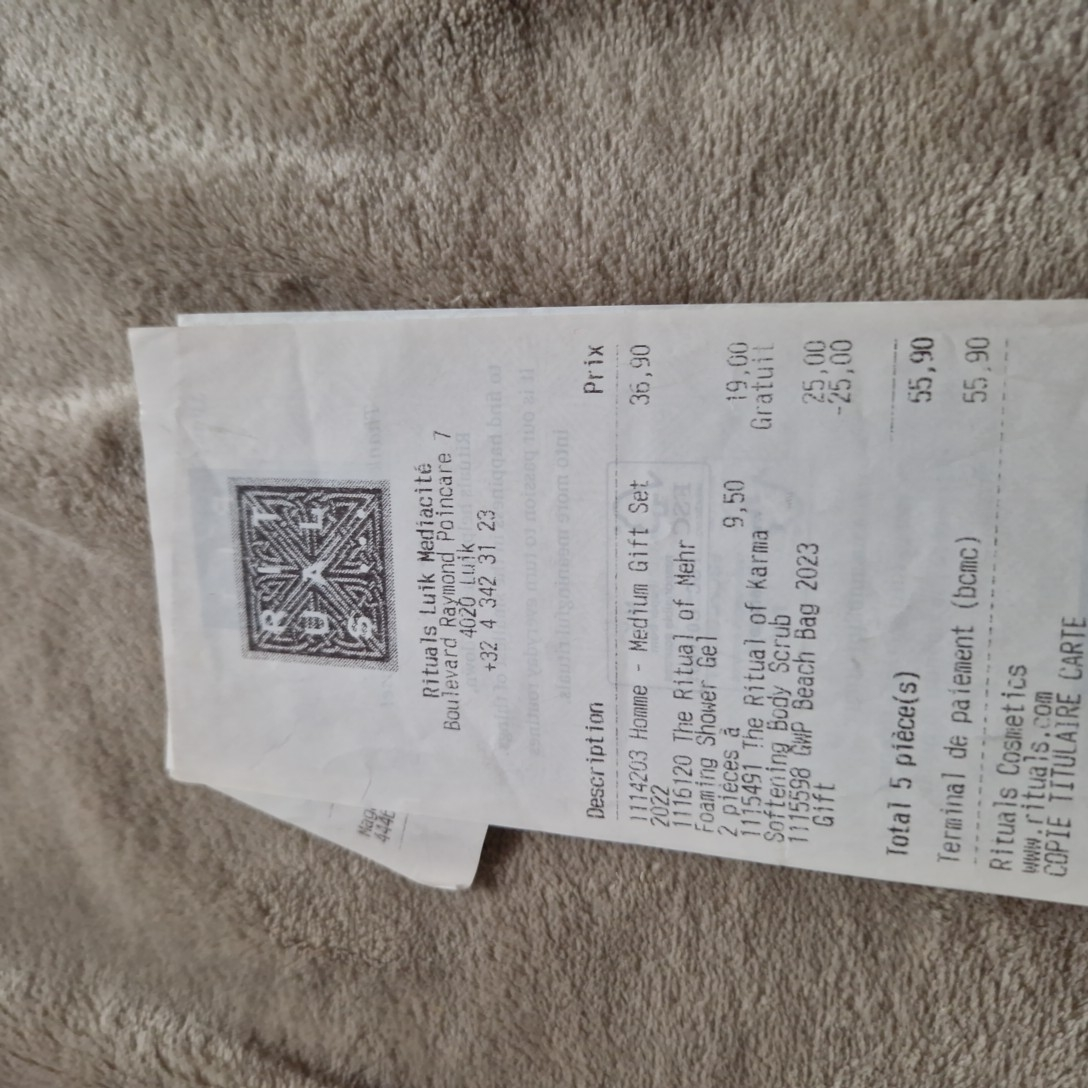 RIT
UAL
S...
Rituals Luik Mediacité
Boulevard Raymond Poincare 7
4020 Luik
+32 4 342 31 23
Description Prix
1114203 Homme - Medium Gift Set 36,90
2022
1116120 The Ritual of Mehr
Foaming Shower Gel
2 pièces à 9,50 19,00
1115491 The Ritual of Karma Gratuit
Softening Body Scrub
1115598 GWP Beach Bag 2023 25,00
Gift -25,00
Total 5 pièce(s) 55,90
Terminal de paiement (bcmc) 55,90
Rituals Cosmetics
www.rituals.com
COPIE TITULAIRE CARTE